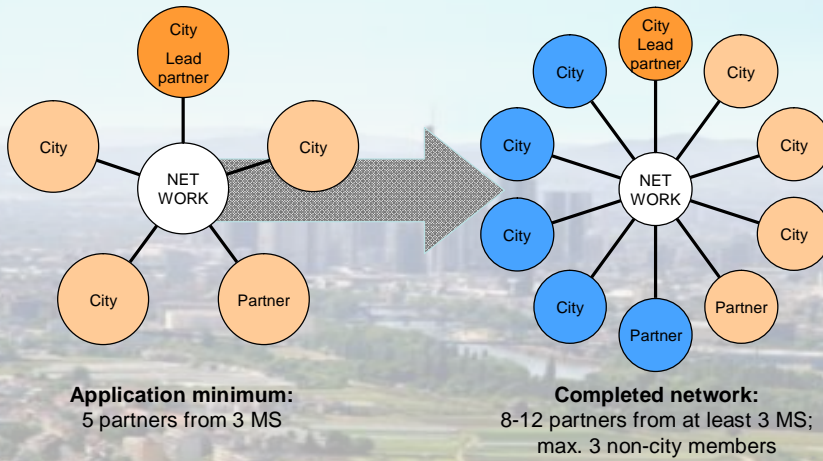 City
Lead
partner
City
City
NET
WORK
City
Partner
Application minimum:
5 partners from 3 MS
City
Lead
partner
City
City
City
City
NET
WORK
City
City
City
Partner
Partner
Completed network:
8-12 partners from at least 3 MS;
max. 3 non-city members